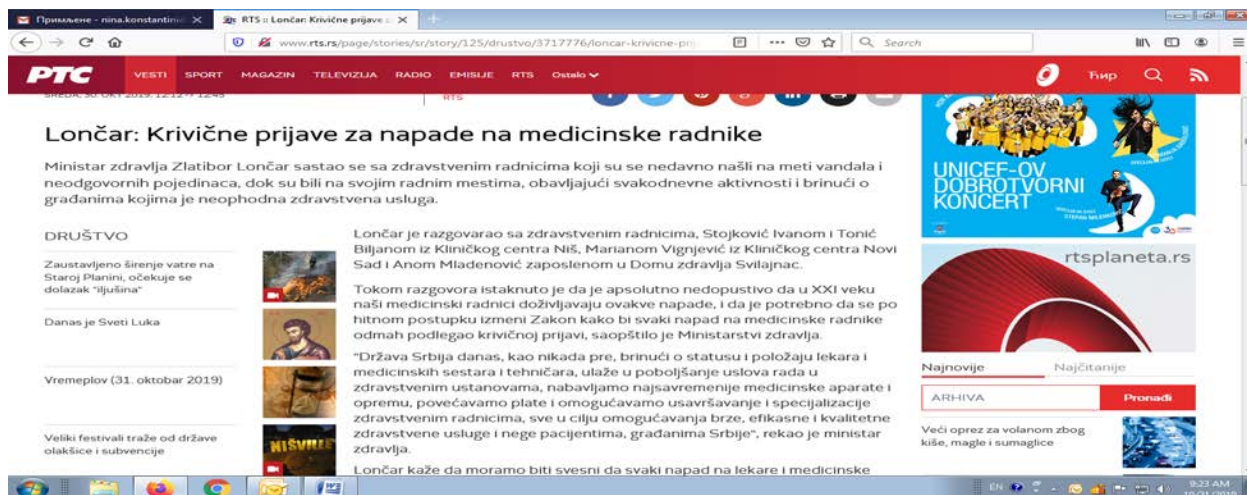 Примљене - nina.konstantini
RTS :: Lončar: Krivične prijave z
www.rts.rs/page/stories/sr/story/125/drustvo/3717776/loncar-krivicne-pri
Search
РТС
VESTI
SPORT
MAGAZIN
TELEVIZIJA
RADIO
EMISIJE
RTS
Ostalo
Ћир
SREDA, 30. OKT 2019, 12:12 -> 12:45
RTS
Lončar: Krivične prijave za napade na medicinske radnike
Ministar zdravlja Zlatibor Lončar sastao se sa zdravstvenim radnicima koji su se nedavno našli na meti vandala i
neodgovornih pojedinaca, dok su bili na svojim radnim mestima, obavljajući svakodnevne aktivnosti i brinući o
građanima kojima je neophodna zdravstvena usluga.
DRUŠTVO
Zaustavljeno širenje vatre na
Staroj Planini, očekuje se
dolazak "iljušina"
Danas je Sveti Luka
Vremeplov (31. oktobar 2019)
Veliki festivali traže od države
olakšice i subvencije
NIŠVILLE
Lončar je razgovarao sa zdravstvenim radnicima, Stojković Ivanom i Tonić
Biljanom iz Kliničkog centra Niš, Marianom Vignjević iz Kliničkog centra Novi
Sad i Anom Mladenović zaposlenom u Domu zdravlja Svilajnac.
Tokom razgovora istaknuto je da je apsolutno nedopustivo da u XXI veku
naši medicinski radnici doživljavaju ovakve napade, i da je potrebno da se po
hitnom postupku izmeni Zakon kako bi svaki napad na medicinske radnike
odmah podlegao krivičnoj prijavi, saopštilo je Ministarstvi zdravlja.
"Država Srbija danas, kao nikada pre, brinući o statusu i položaju lekara i
medicinskih sestara i tehničara, ulaže u poboljšanje uslova rada u
zdravstvenim ustanovama, nabavljamo najsavremenije medicinske aparate i
opremu, povećavamo plate i omogućavamo usavršavanje i specijalizacije
zdravstvenim radnicima, sve u cilju omogućavanja brze, efikasne i kvalitetne
zdravstvene usluge i nege pacijentima, građanima Srbije", rekao je ministar
zdravlja.
Lončar kaže da moramo biti svesni da svaki napad na lekare i medicinske
UNICEF-OV
DOBROTVORNI
KONCERT
rtsplaneta.rs
Najnovije
Najčitanije
ARHIVA
Pronađi
Veći oprez za volanom zbog
kiše, magle i sumaglice
EN
9:23 AM
10/31/2019